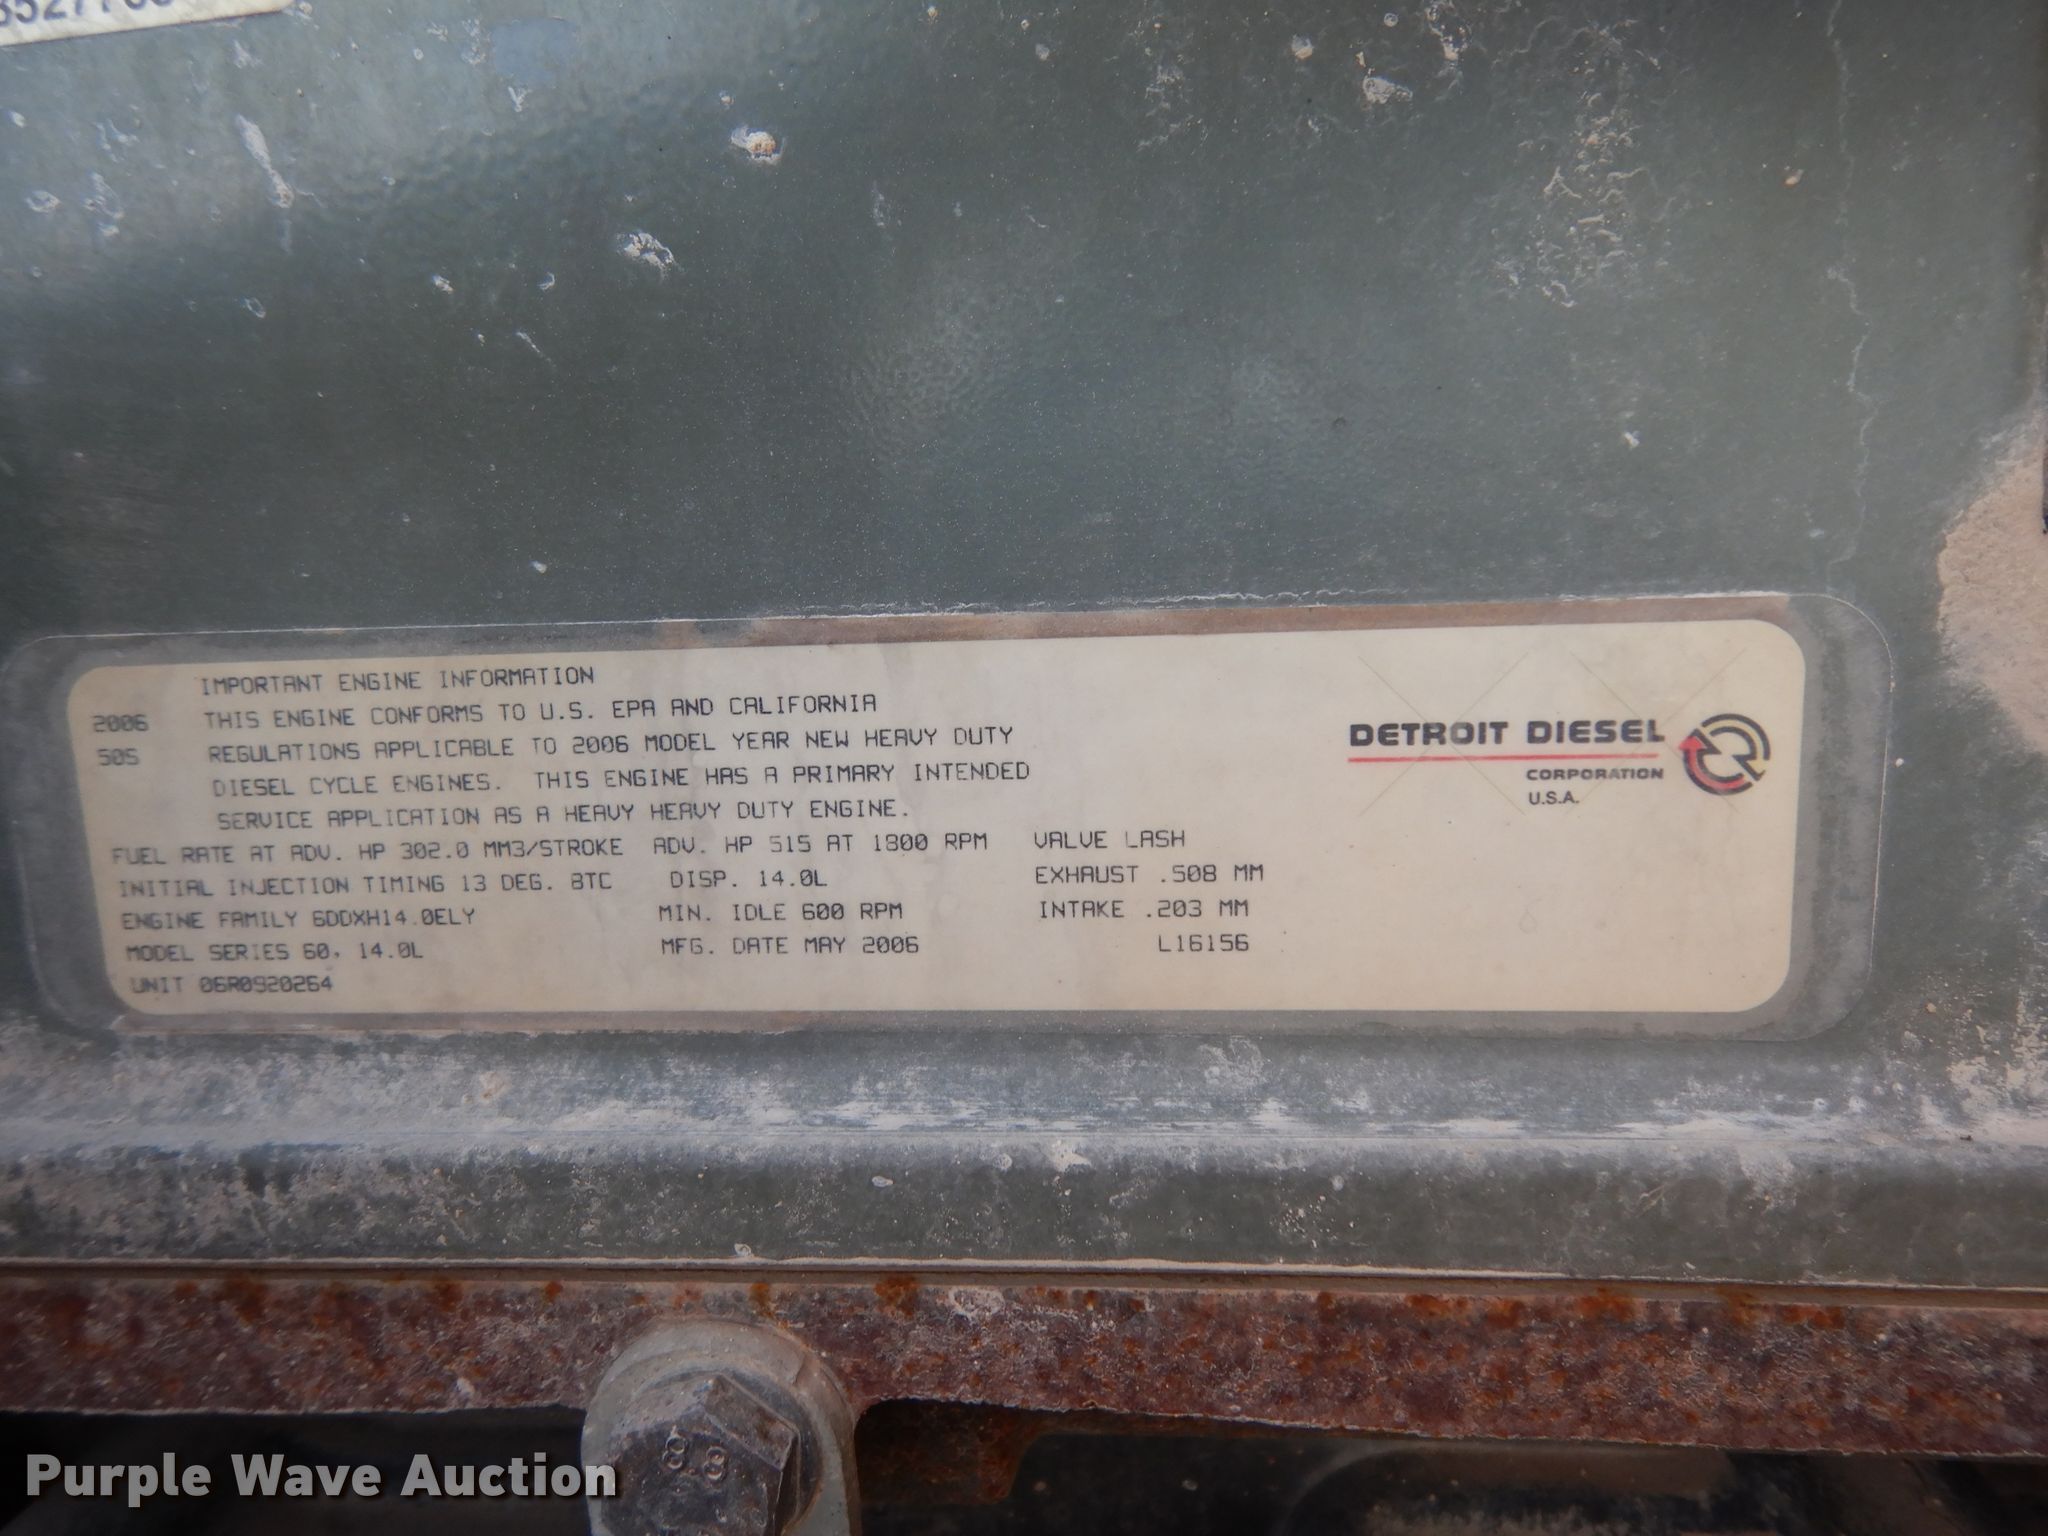 IMPORTANT ENGINE INFORMATION
2006 THIS ENGINE CONFORMS TO U.S. EPA AND CALIFORNIA
50S REGULATIONS APPLICABLE TO 2006 MODEL YEAR NEW HEAVY DUTY
DIESEL CYCLE ENGINES. THIS ENGINE HAS A PRIMARY INTENDED
SERVICE APPLICATION AS A HEAVY HEAVY DUTY ENGINE.
FUEL RATE AT ADV. HP 302.0 MM3/STROKE ADV. HP 515 AT 1800 RPM VALVE LASH
INITIAL INJECTION TIMING 13 DEG. BTC DISP. 14.0L EXHAUST .508 MM
ENGINE FAMILY 6DDXH14.0ELY MIN. IDLE 600 RPM INTAKE .203 MM
MODEL SERIES 60, 14.0L MFG. DATE MAY 2006 L16156
UNIT 06R0920264
DETROIT DIESEL
CORPORATION
U.S.A.
8.8
Purple Wave Auction